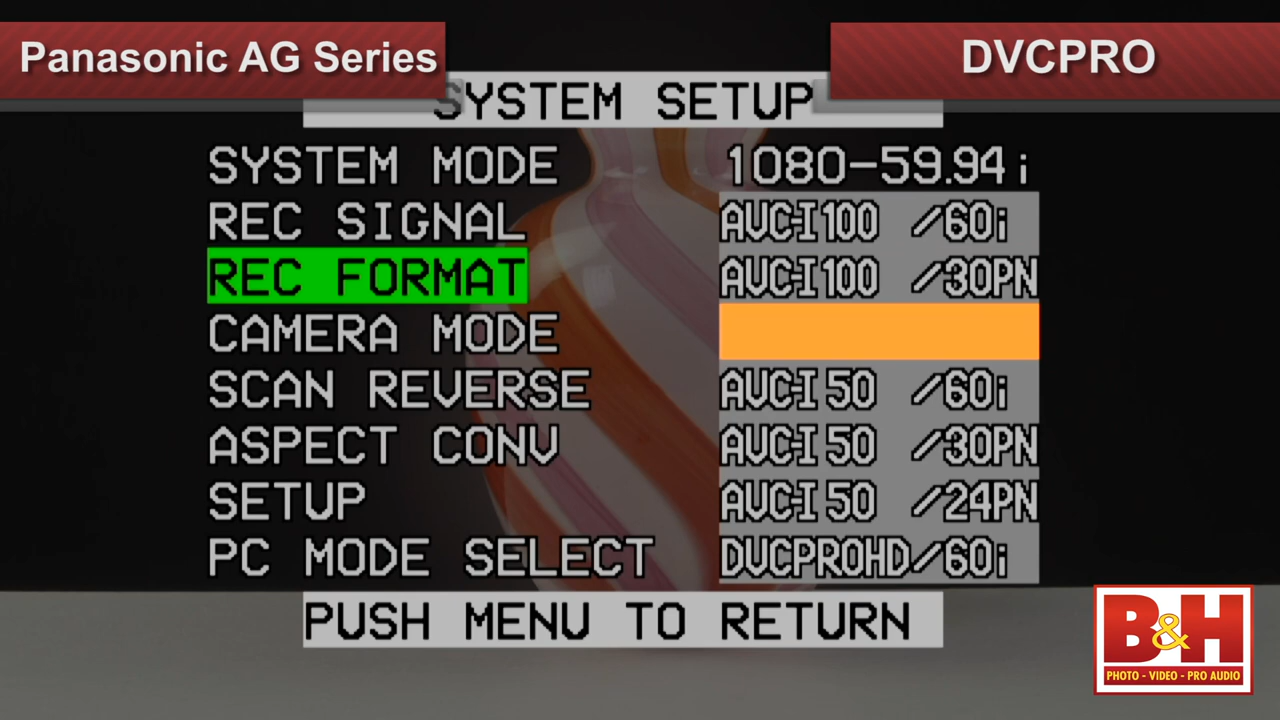 Panasonic AG Series
DVCPRO
SYSTEM SETUP
SYSTEM MODE 1080-59.94i
REC SIGNAL AVC-I100 /60i
REC FORMAT AVC-I100 /30PN
CAMERA MODE
SCAN REVERSE AVC-I50 /60i
ASPECT CONV AVC-I50 /30PN
SETUP AVC-I50 /24PN
PC MODE SELECT DVCPROHD/60i
PUSH MENU TO RETURN
B&H
PHOTO - VIDEO - PRO AUDIO